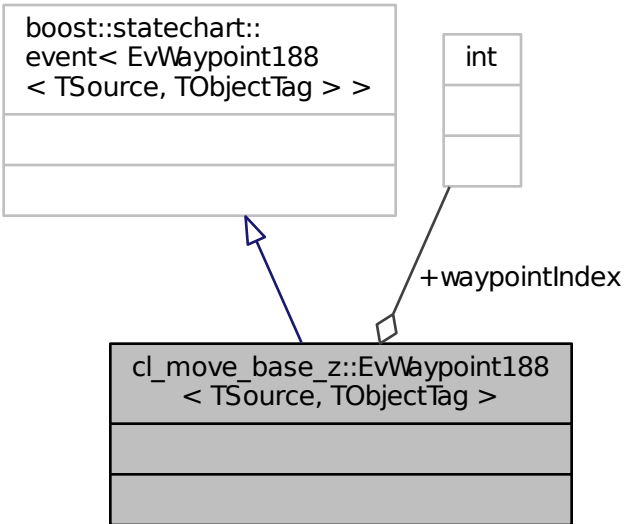 boost::statechart::
event< EvWaypoint188
< TSource, TObjectTag > >
int
+waypointIndex
cl_move_base_z::EvWaypoint188
< TSource, TObjectTag >